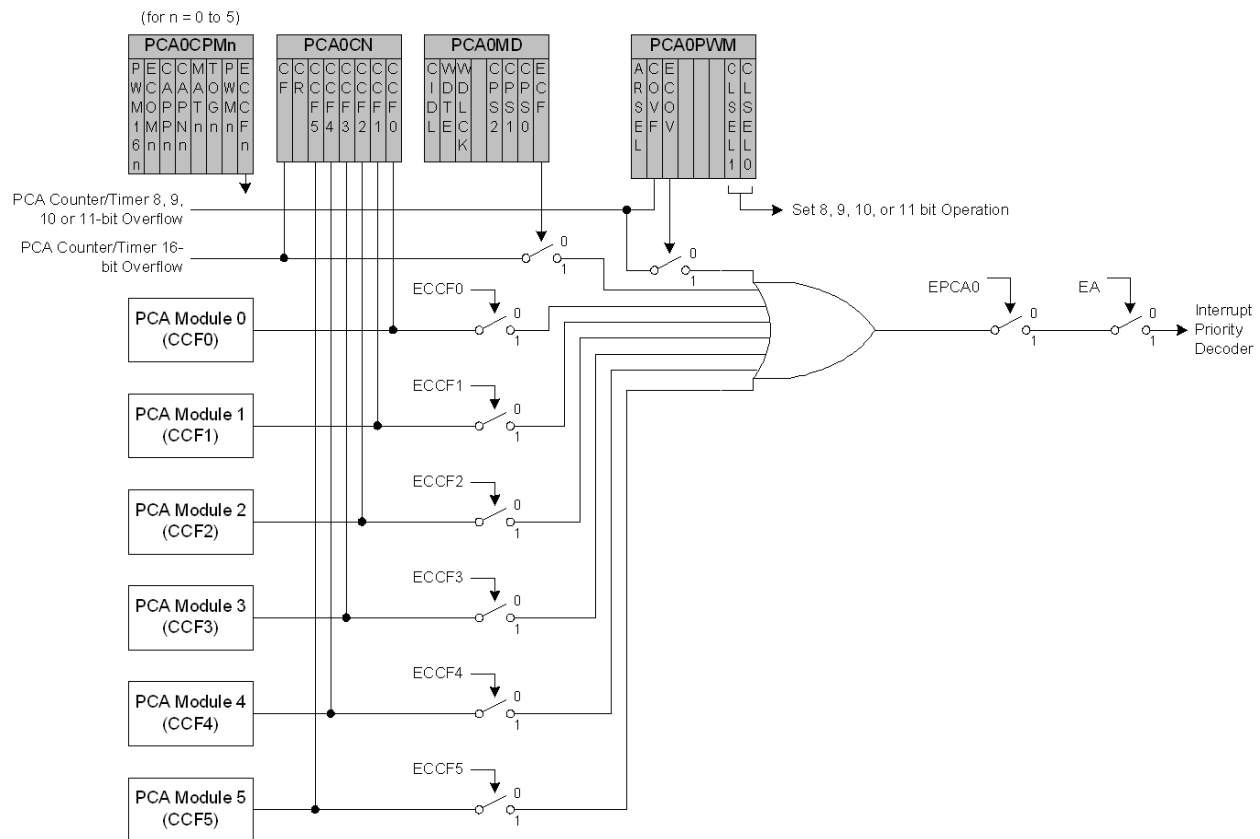 (for n = 0 to 5)
PCA0CPMn
PWM16n
ECOMn
CAPPn
CAPNn
MATn
TOGn
PWMn
ECCFn
PCA0CN
CF
CR
CCF5
CCF4
CCF3
CCF2
CCF1
CCF0
PCA0MD
CIDL
WDTE
WDLCK
CPS2
CPS1
CPS0
ECF
PCA0PWM
ARSEL
COVF
ECOV
CLSEL1
CLSEL0
PCA Counter/Timer 8, 9,
10 or 11-bit Overflow
Set 8, 9, 10, or 11 bit Operation
PCA Counter/Timer 16-
bit Overflow
0
1
0
1
PCA Module 0
(CCF0)
ECCF0
0
1
EPCA0
0
1
EA
0
1
Interrupt
Priority
Decoder
PCA Module 1
(CCF1)
ECCF1
0
1
PCA Module 2
(CCF2)
ECCF2
0
1
PCA Module 3
(CCF3)
ECCF3
0
1
PCA Module 4
(CCF4)
ECCF4
0
1
PCA Module 5
(CCF5)
ECCF5
0
1